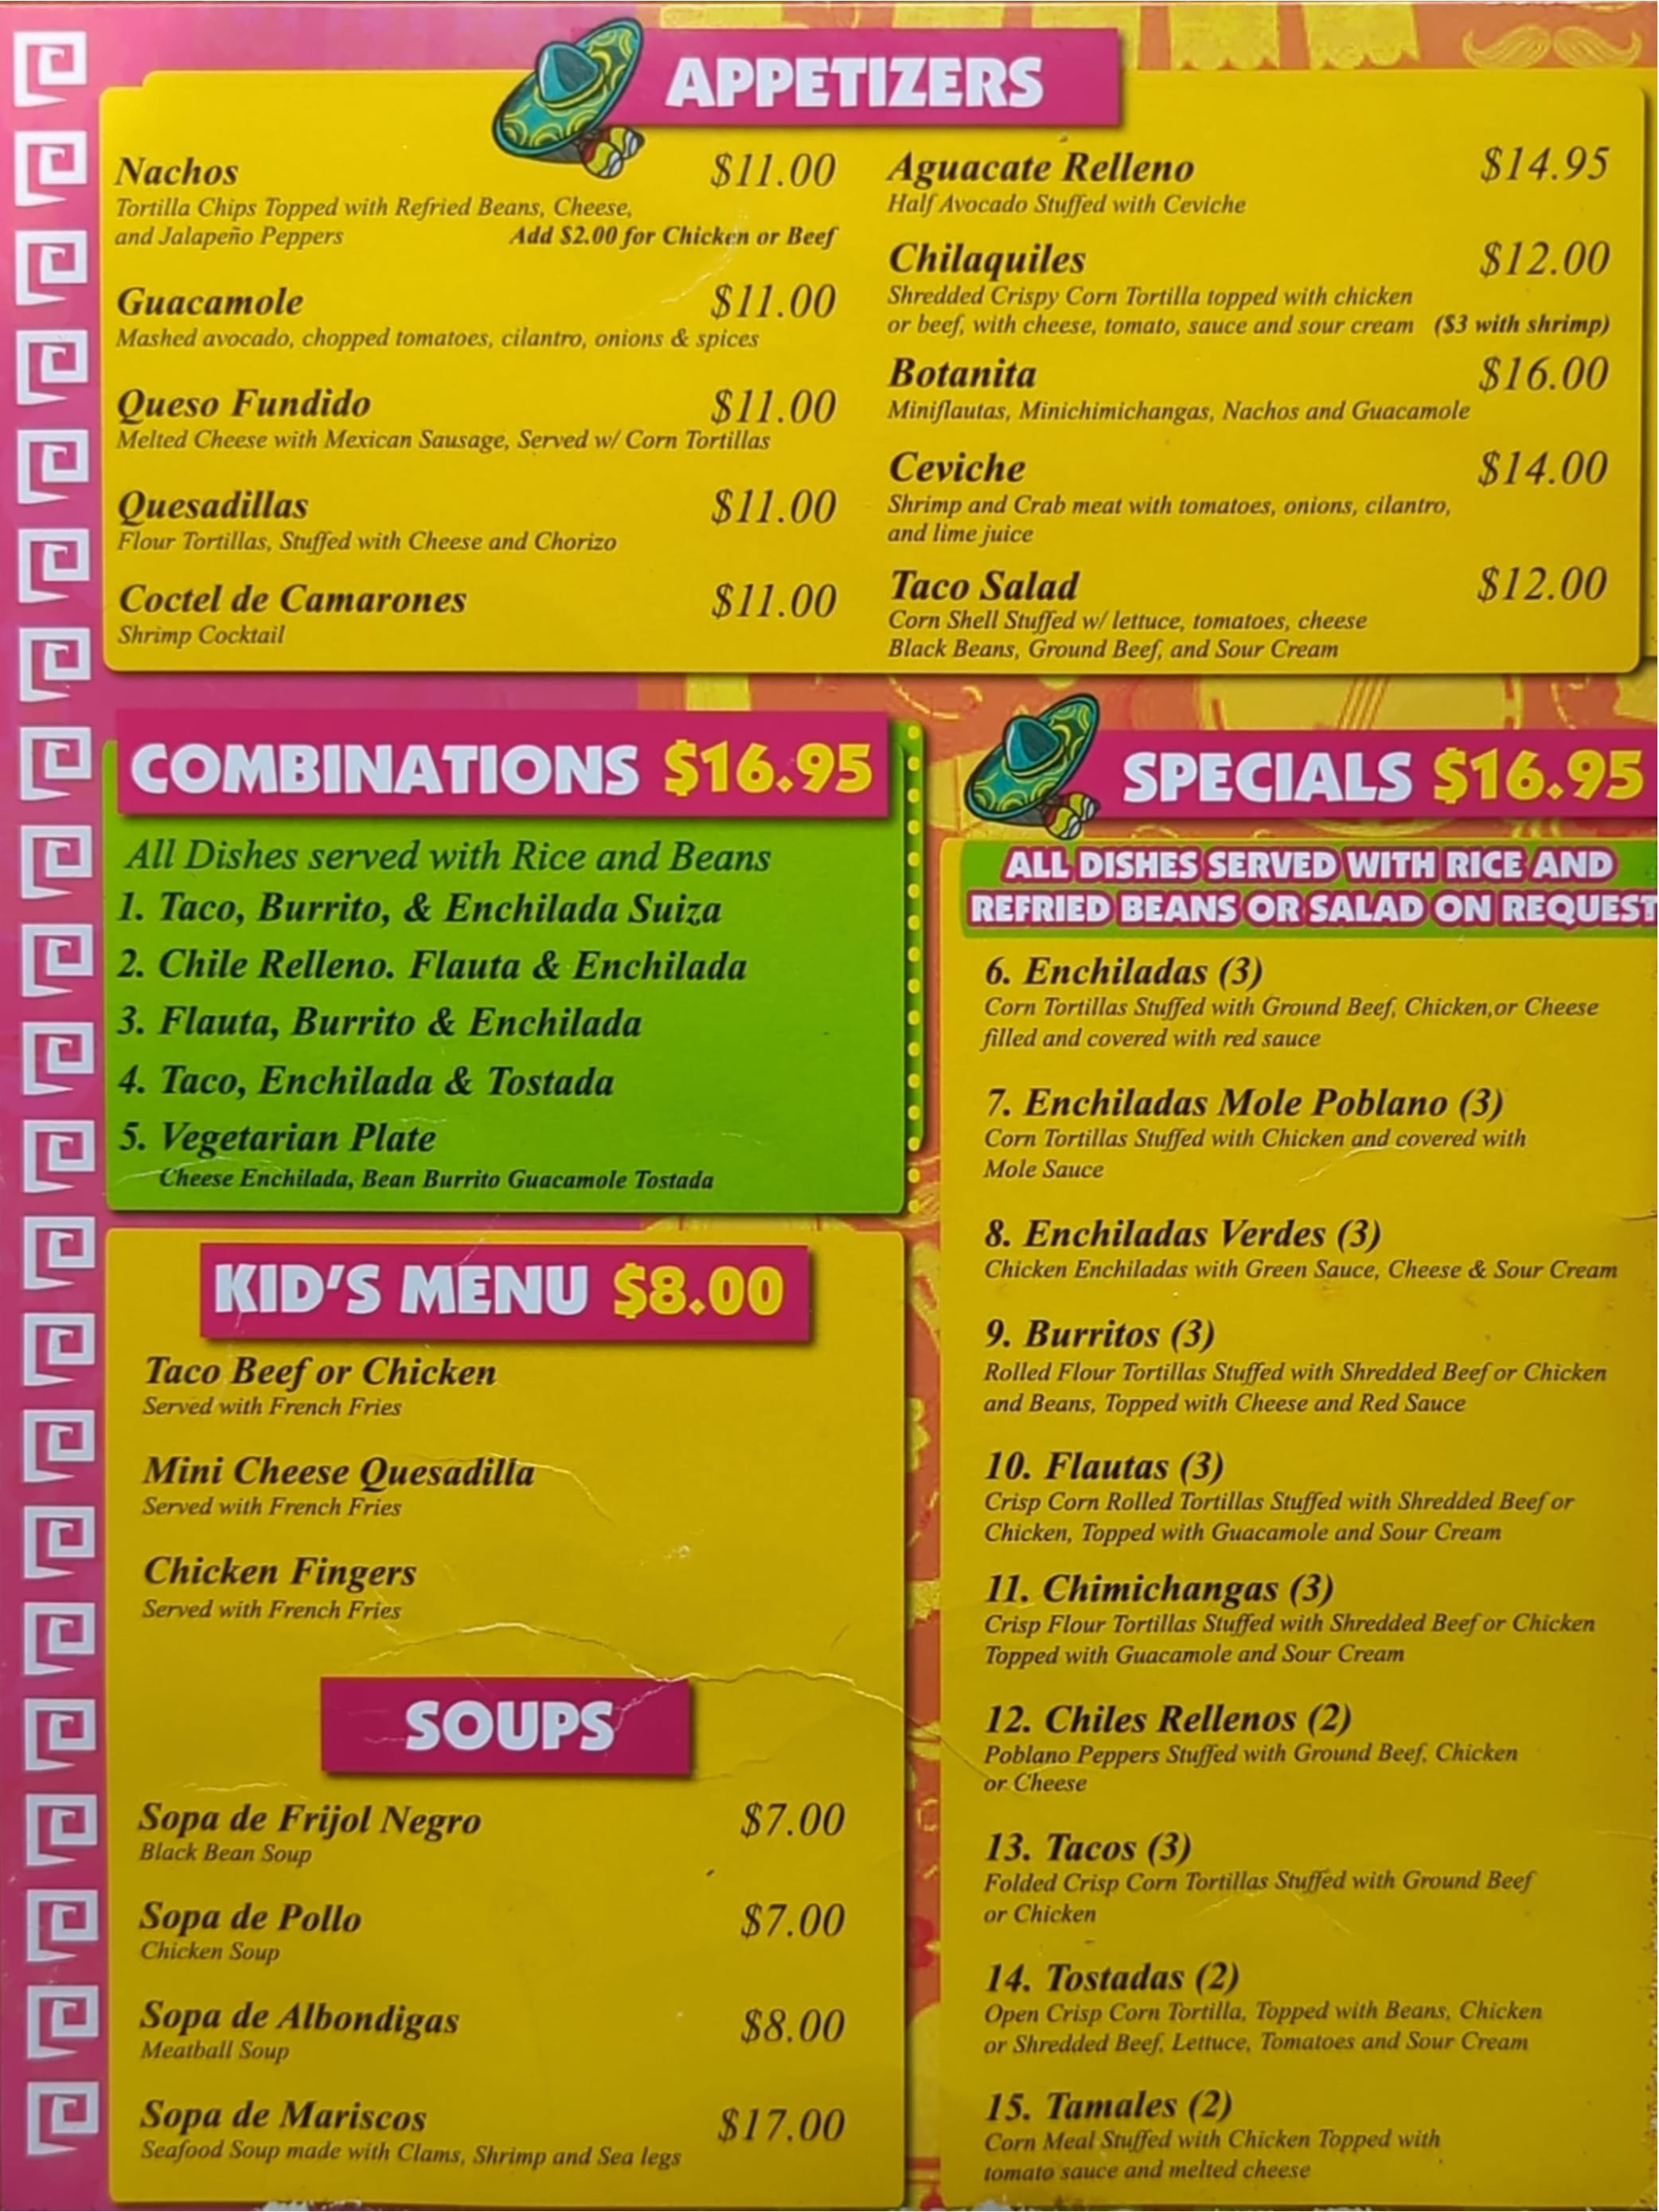 APPETIZERS
Nachos $11.00
Tortilla Chips Topped with Refried Beans, Cheese,
and Jalapeño Peppers Add $2.00 for Chicken or Beef
Guacamole $11.00
Mashed avocado, chopped tomatoes, cilantro, onions & spices
Queso Fundido $11.00
Melted Cheese with Mexican Sausage, Served w/ Corn Tortillas
Quesadillas $11.00
Flour Tortillas, Stuffed with Cheese and Chorizo
Coctel de Camarones $11.00
Shrimp Cocktail
Aguacate Relleno $14.95
Half Avocado Stuffed with Ceviche
Chilaquiles $12.00
Shredded Crispy Corn Tortilla topped with chicken
or beef, with cheese, tomato, sauce and sour cream ($3 with shrimp)
Botanita $16.00
Miniflautas, Minichimichangas, Nachos and Guacamole
Ceviche $14.00
Shrimp and Crab meat with tomatoes, onions, cilantro,
and lime juice
Taco Salad $12.00
Corn Shell Stuffed w/ lettuce, tomatoes, cheese
Black Beans, Ground Beef, and Sour Cream
COMBINATIONS $16.95
All Dishes served with Rice and Beans
1. Taco, Burrito, & Enchilada Suiza
2. Chile Relleno. Flauta & Enchilada
3. Flauta, Burrito & Enchilada
4. Taco, Enchilada & Tostada
5. Vegetarian Plate
Cheese Enchilada, Bean Burrito Guacamole Tostada
KID'S MENU $8.00
Taco Beef or Chicken
Served with French Fries
Mini Cheese Quesadilla
Served with French Fries
Chicken Fingers
Served with French Fries
SOUPS
Sopa de Frijol Negro $7.00
Black Bean Soup
Sopa de Pollo $7.00
Chicken Soup
Sopa de Albondigas $8.00
Meatball Soup
Sopa de Mariscos $17.00
Seafood Soup made with Clams, Shrimp and Sea legs
SPECIALS $16.95
ALL DISHES SERVED WITH RICE AND
REFRIED BEANS OR SALAD ON REQUEST
6. Enchiladas (3)
Corn Tortillas Stuffed with Ground Beef, Chicken,or Cheese
filled and covered with red sauce
7. Enchiladas Mole Poblano (3)
Corn Tortillas Stuffed with Chicken and covered with
Mole Sauce
8. Enchiladas Verdes (3)
Chicken Enchiladas with Green Sauce, Cheese & Sour Cream
9. Burritos (3)
Rolled Flour Tortillas Stuffed with Shredded Beef or Chicken
and Beans, Topped with Cheese and Red Sauce
10. Flautas (3)
Crisp Corn Rolled Tortillas Stuffed with Shredded Beef or
Chicken, Topped with Guacamole and Sour Cream
11. Chimichangas (3)
Crisp Flour Tortillas Stuffed with Shredded Beef or Chicken
Topped with Guacamole and Sour Cream
12. Chiles Rellenos (2)
Poblano Peppers Stuffed with Ground Beef, Chicken
or Cheese
13. Tacos (3)
Folded Crisp Corn Tortillas Stuffed with Ground Beef
or Chicken
14. Tostadas (2)
Open Crisp Corn Tortilla, Topped with Beans, Chicken
or Shredded Beef, Lettuce, Tomatoes and Sour Cream
15. Tamales (2)
Corn Meal Stuffed with Chicken Topped with
tomato sauce and melted cheese